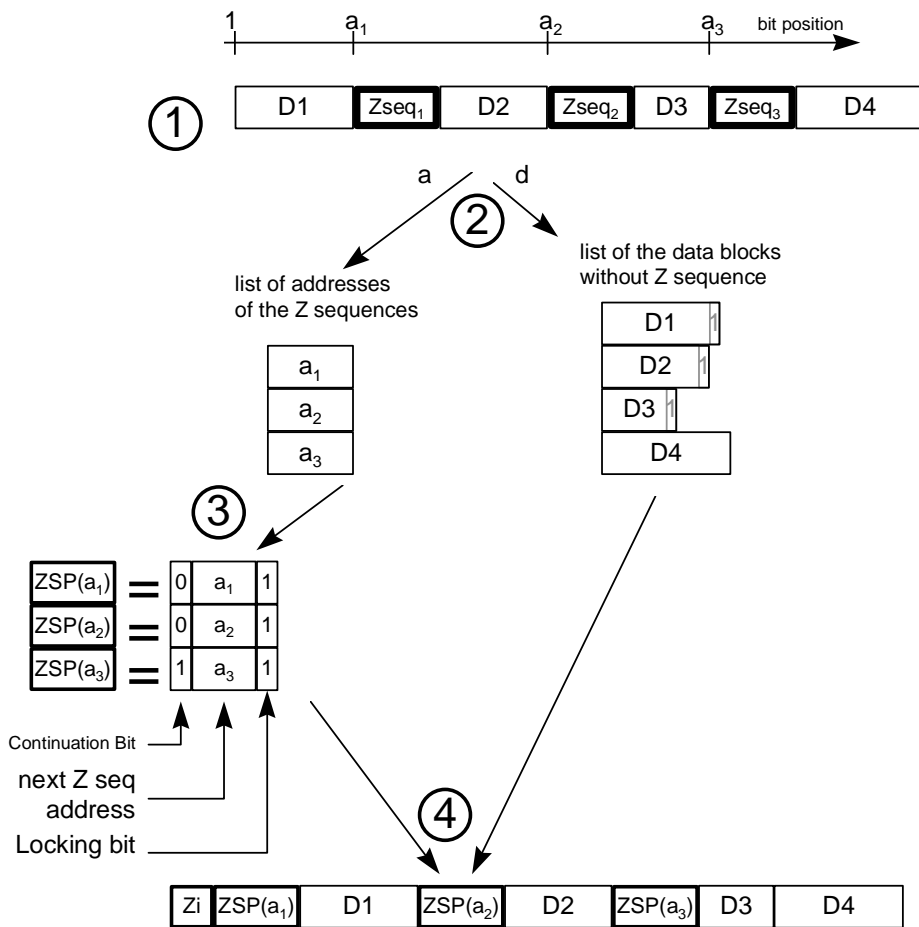 1 a₁ a₂ a₃ bit position
1 D1 Zseq₁ D2 Zseq₂ D3 Zseq₃ D4
a d
2
list of addresses
of the Z sequences
list of the data blocks
without Z sequence
a₁
a₂
a₃
D1 1
D2 1
D3 1
D4
3
ZSP(a₁) = 0 a₁ 1
ZSP(a₂) = 0 a₂ 1
ZSP(a₃) = 1 a₃ 1
Continuation Bit
next Z seq
address
Locking bit
4
Zi ZSP(a₁) D1 ZSP(a₂) D2 ZSP(a₃) D3 D4